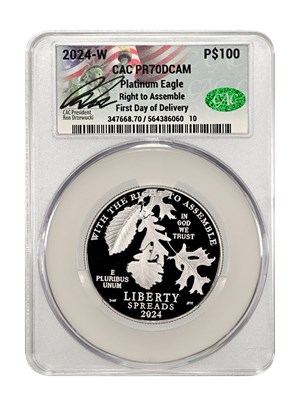 2024-W P$100
CAC PR70DCAM
Platinum Eagle
Right to Assemble
First Day of Delivery
CAC President
Ron Drzewucki
CAC
347668.70 / 564386060 10
WITH THE RIGHT TO ASSEMBLE
IN
GOD
WE
TRUST
E
PLURIBUS
UNUM
LIBERTY
SPREADS
2024